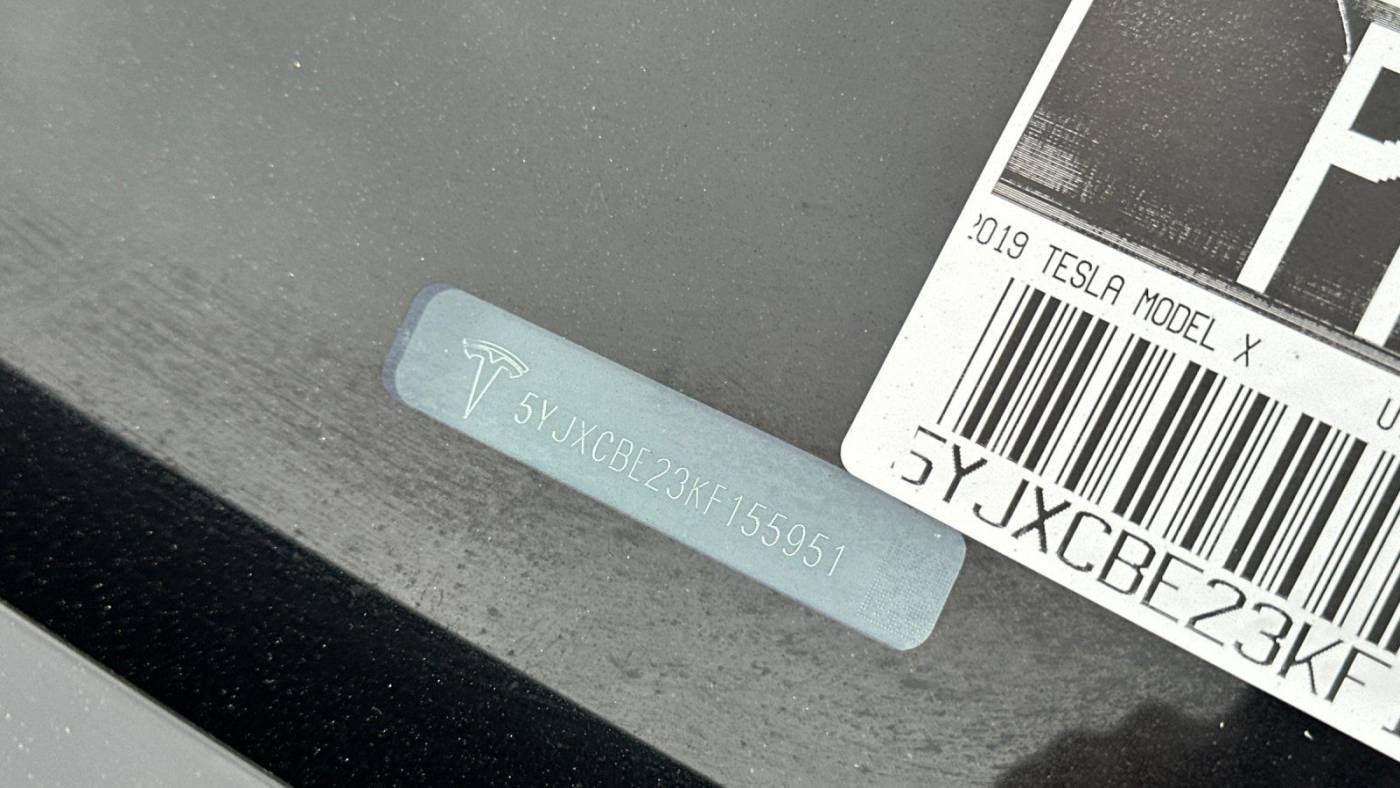 5YJXCBE23KF155951
2019 TESLA MODEL X
5YJXCBE23KF